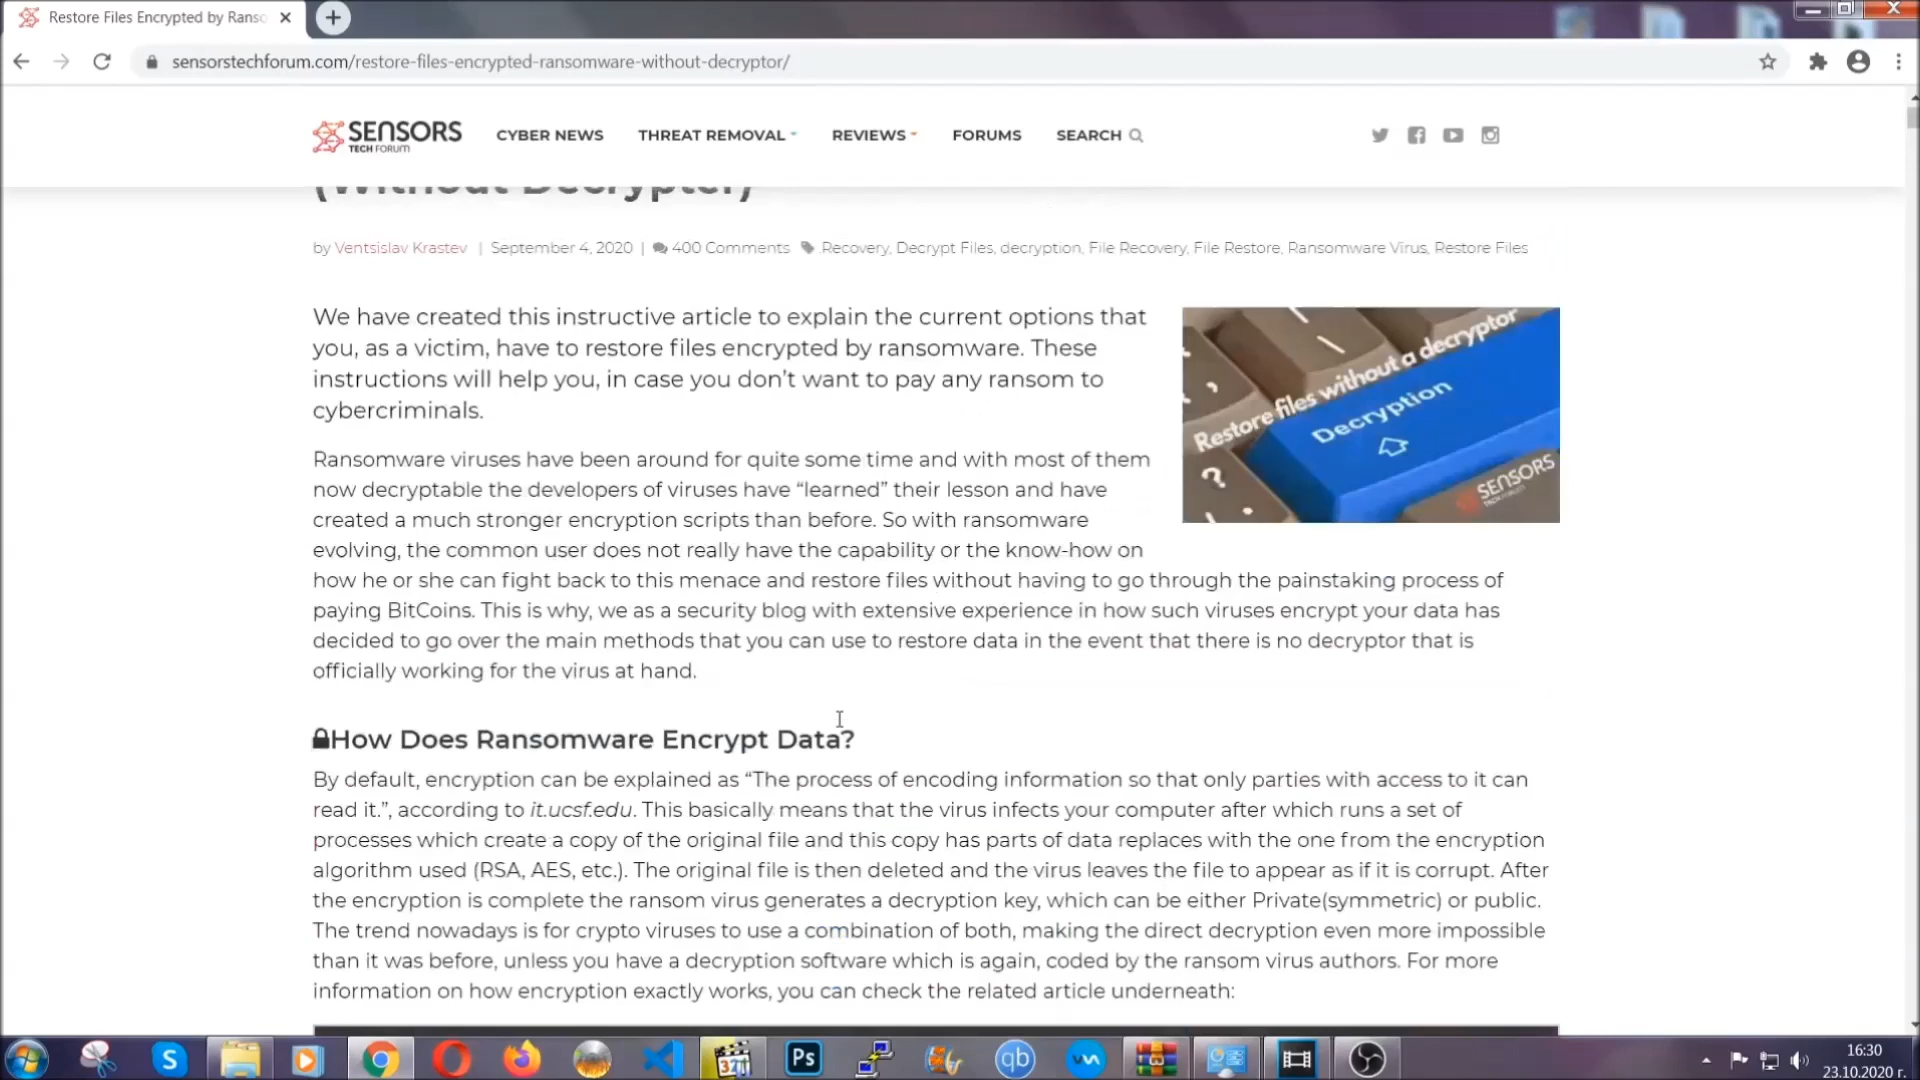 Restore Files Encrypted by Ranso
sensorstechforum.com/restore-files-encrypted-ransomware-without-decryptor/
SENSORS
TECH FORUM
CYBER NEWS THREAT REMOVAL REVIEWS FORUMS SEARCH
(Without Decrypter)
by Ventsislav Krastev | September 4, 2020 | 400 Comments Recovery, Decrypt Files, decryption, File Recovery, File Restore, Ransomware Virus, Restore Files
We have created this instructive article to explain the current options that
you, as a victim, have to restore files encrypted by ransomware. These
instructions will help you, in case you don’t want to pay any ransom to
cybercriminals.
Restore files without a decryptor
Decryption
SENSORS
Ransomware viruses have been around for quite some time and with most of them
now decryptable the developers of viruses have “learned” their lesson and have
created a much stronger encryption scripts than before. So with ransomware
evolving, the common user does not really have the capability or the know-how on
how he or she can fight back to this menace and restore files without having to go through the painstaking process of
paying BitCoins. This is why, we as a security blog with extensive experience in how such viruses encrypt your data has
decided to go over the main methods that you can use to restore data in the event that there is no decryptor that is
officially working for the virus at hand.
How Does Ransomware Encrypt Data?
By default, encryption can be explained as “The process of encoding information so that only parties with access to it can
read it.”, according to it.ucsf.edu. This basically means that the virus infects your computer after which runs a set of
processes which create a copy of the original file and this copy has parts of data replaces with the one from the encryption
algorithm used (RSA, AES, etc.). The original file is then deleted and the virus leaves the file to appear as if it is corrupt. After
the encryption is complete the ransom virus generates a decryption key, which can be either Private(symmetric) or public.
The trend nowadays is for crypto viruses to use a combination of both, making the direct decryption even more impossible
than it was before, unless you have a decryption software which is again, coded by the ransom virus authors. For more
information on how encryption exactly works, you can check the related article underneath:
Ps
qb
16:30
23.10.2020 г.